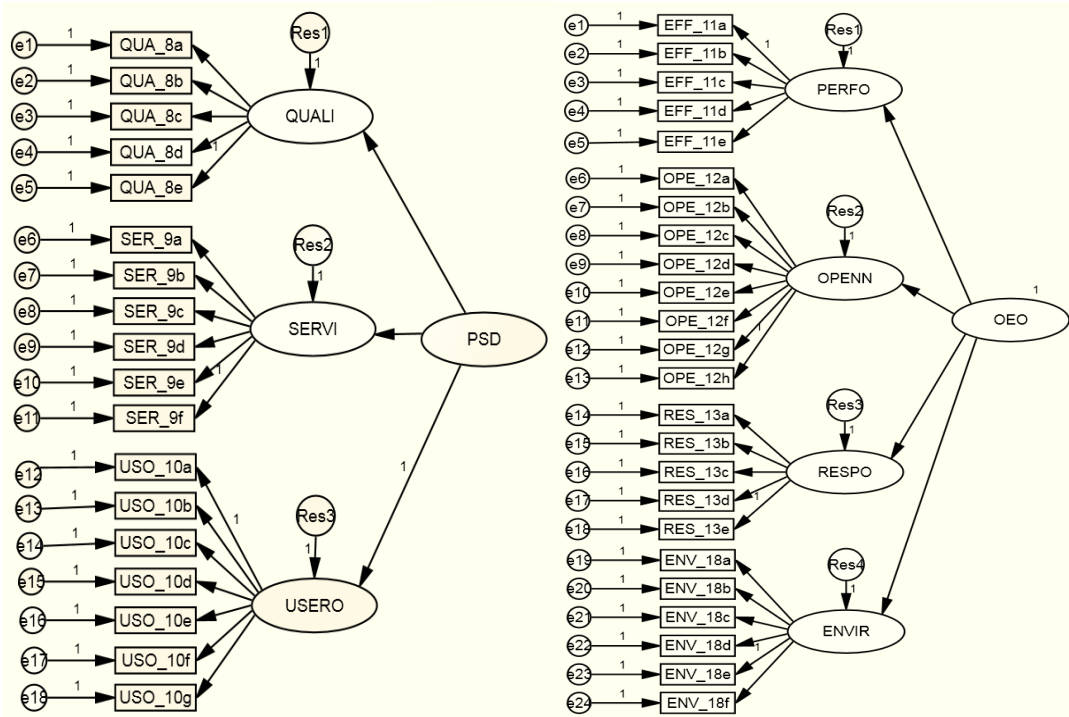 Res1
e1 1 QUA_8a
e2 1 QUA_8b
1
e3 1 QUA_8c
QUALI
e4 1 QUA_8d
1
e5 1 QUA_8e
Res2
e6 1 SER_9a
e7 1 SER_9b
1
e8 1 SER_9c
SERVI
e9 1 SER_9d
PSD
e10 1 SER_9e
1
e11 1 SER_9f
e12 1 USO_10a
1
e13 1 USO_10b
1
Res3
e14 1 USO_10c
1
e15 1 USO_10d
USERO
e16 1 USO_10e
e17 1 USO_10f
e18 1 USO_10g
e1 1 EFF_11a
1
Res1
e2 1 EFF_11b
1
e3 1 EFF_11c
PERFO
e4 1 EFF_11d
e5 1 EFF_11e
e6 1 OPE_12a
e7 1 OPE_12b
Res2
e8 1 OPE_12c
1
e9 1 OPE_12d
OPENN
e10 1 OPE_12e
1
e11 1 OPE_12f
OEO
1
e12 1 OPE_12g
e13 1 OPE_12h
Res3
e14 1 RES_13a
e15 1 RES_13b
1
e16 1 RES_13c
RESPO
e17 1 RES_13d
1
e18 1 RES_13e
e19 1 ENV_18a
Res4
e20 1 ENV_18b
1
e21 1 ENV_18c
ENVIR
e22 1 ENV_18d
1
e23 1 ENV_18e
e24 1 ENV_18f